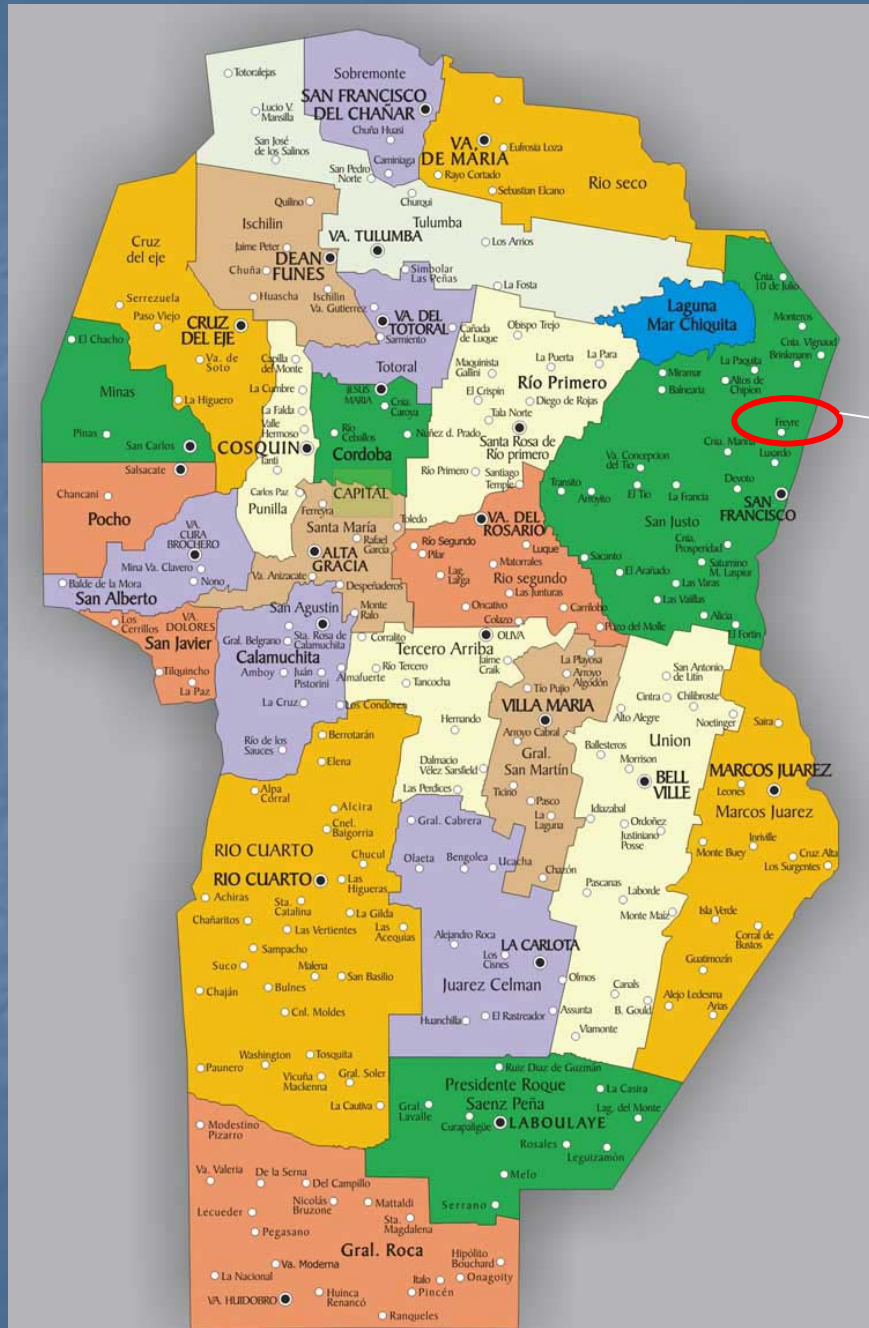 Totoralejas
Sobremonte
SAN FRANCISCO
DEL CHAÑAR
Lucio V.
Mansilla
Chuña Huasi
San José
de los Salinos
VA.
DE MARIA
Eufrosia Loza
Caminiaga
San Pedro
Norte
Rayo Cortado
Rio seco
Sebastian Elcano
Churqui
Quilino
Ischilin
Tulumba
VA. TULUMBA
Cruz
del eje
Jaime Peter
DEAN
FUNES
Los Arrios
Chuña
Simbolar
Las Peñas
Cnia.
10 de Julio
Serrezuela
Huascha
Ischilin
Va. Gutierrez
La Fosta
Laguna
Mar Chiquita
Paso Viejo
CRUZ
DEL EJE
VA. DEL
TOTORAL
Cañada
de Luque
Obispo Trejo
Monteros
El Chacho
Sarmiento
Cnia. Vignaud
Brinkmann
Va. de
Soto
Capilla
del Monte
Totoral
Maquinista
Gallini
La Puerta
La Para
Miramar
La Paquita
Minas
La Cumbre
JESUS
MARIA
Río Primero
Balnearia
Altos de
Chipion
La Higuero
La Falda
Cnia.
Caroya
El Crispin
Diego de Rojas
Pinas
Valle
Hermoso
Río
Ceballos
Nuñez d. Prado
Tala Norte
Freyre
San Carlos
COSQUIN
Cordoba
Santa Rosa de
Río primero
Cnia. Marina
Luxordo
Salsacate
Tanti
Río Primero
Santiago
Temple
Va. Concepcion
del Tio
Devoto
Chancani
Carlos Paz
CAPITAL
Transito
Arroyito
El Tio
La Francia
SAN
FRANCISCO
Pocho
Punilla
Ferreyra
Santa María
Toledo
VA. DEL
ROSARIO
San Justo
VA.
CURA
BROCHERO
Rafael
García
Río Segundo
Pilar
Luque
Cnia.
Prosperidad
Mina Va. Clavero
ALTA
GRACIA
Matorrales
Sacanto
Saturnino
M. Laspiur
Balde de la Mora
Nono
Va. Anizacate
Despeñaderos
Lag.
Larga
Rio segundo
El Arañado
Las Varas
San Alberto
Las Junturas
Las Vailllas
Los
Cerrillos
VA.
DOLORES
San Agustin
Monte
Ralo
Oncativo
Carrilobo
Alicia
San Javier
Gral. Belgrano
Sta. Rosa de
Calamuchita
Corralito
Colazo
OLIVA
Pozo del Molle
El Fortin
Calamuchita
Tercero Arriba
La Playosa
San Antonio
de Litín
Tilquincho
Amboy
Juán
Pistorini
Almafuerte
Río Tercero
Jaime
Craik
Arroyo
Algódón
La Paz
Tancocha
Tío Pujio
Cintra
Chilibroste
La Cruz
Los Condores
VILLA MARIA
Alto Alegre
Noetinger
Hernando
Saira
Río de los
Sauces
Berrotarán
Arroyo Cabral
Union
Elena
Dalmacio
Vélez Sarsfield
Gral.
San Martín
Ballesteros
Morrison
MARCOS JUAREZ
Alpa
Corral
Las Perdices
Ticino
BELL
VILLE
Leones
Alcira
Pasco
Idiazabal
Marcos Juarez
Cnel.
Baigorria
Gral. Cabrera
La
Laguna
Ordoñez
Justiniano
Posse
Inriville
RIO CUARTO
Chucul
Olaeta
Bengolea
Ucacha
Monte Buey
Cruz Alta
Los Surgentes
RIO CUARTO
Las
Higueras
Chazón
Pascanas
Laborde
Achiras
Sta.
Catalina
La Gilda
Monte Maiz
Isla Verde
Chañaritos
Las Vertientes
Las
Acequias
Alejandro Roca
Corral de
Bustos
Sampacho
Los
Cisnes
LA CARLOTA
Guatimozín
Suco
Malena
San Basilio
Juarez Celman
Olmos
Chaján
Bulnes
Canals
Alejo Ledesma
Cnl. Moldes
Huanchilla
El Rastreador
Assunta
B. Gould
Arias
Viamonte
Washington
Tosquita
Ruiz Diaz de Guzmán
Paunero
Vicuña
Mackenna
Gral. Soler
Presidente Roque
Saenz Peña
La Casira
La Cautiva
Gral.
Lavalle
Lag. del Monte
Modestino
Pizarro
Curapaligüe
LABOULAYE
Rosales
Leguizamón
Va. Valeria
De la Serna
Del Campillo
Melo
Lecueder
Nicolás
Bruzone
Mattaldi
Serrano
Pegasano
Sta.
Magdalena
Gral. Roca
Hipólito
Bouchard
Va. Moderna
La Nacional
Italo
Onagoity
VA. HUIDOBRO
Huinca
Renancó
Pincén
Ranqueles